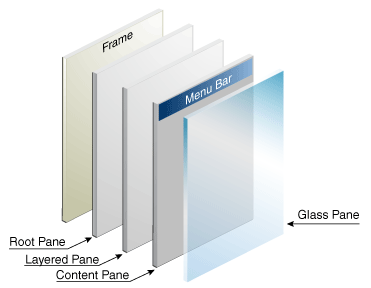 Frame
Menu Bar
Glass Pane
Root Pane
Layered Pane
Content Pane